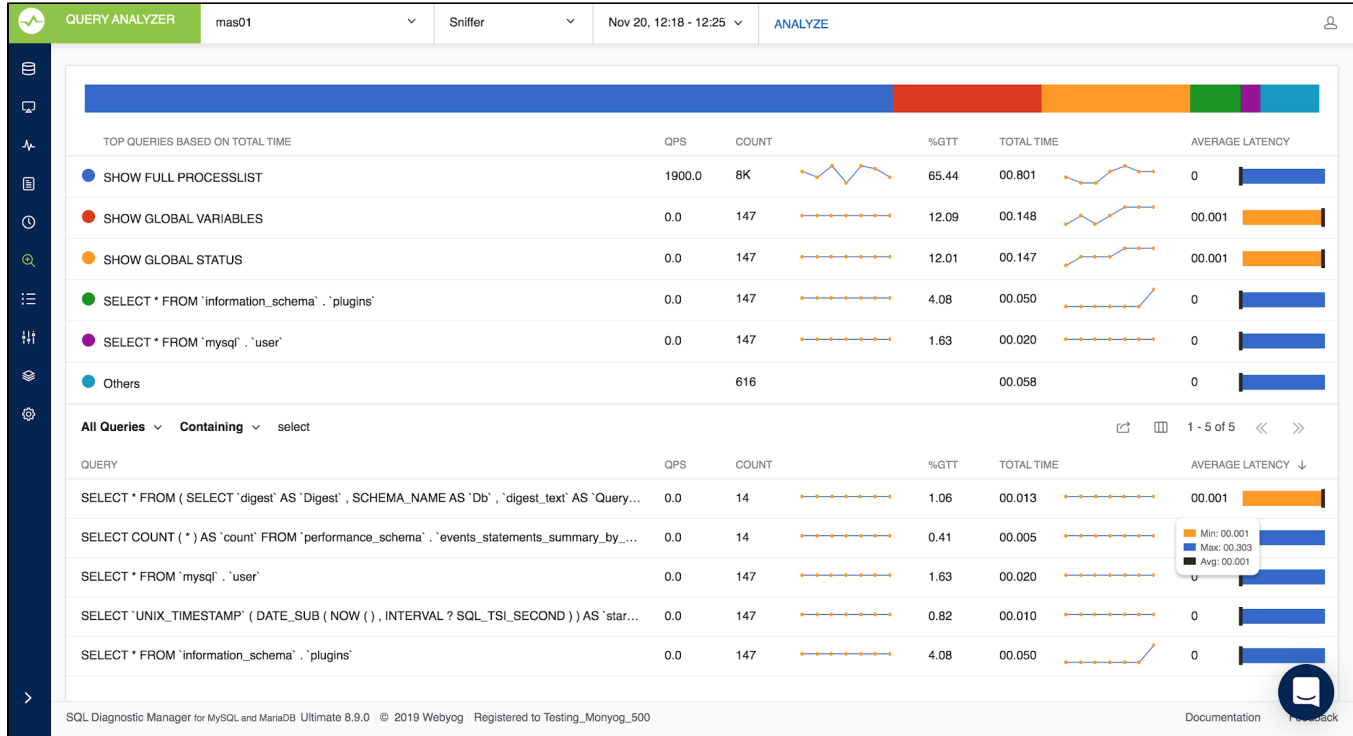 QUERY ANALYZER mas01 Sniffer Nov 20, 12:18 - 12:25 ANALYZE
TOP QUERIES BASED ON TOTAL TIME QPS COUNT %GTT TOTAL TIME AVERAGE LATENCY
SHOW FULL PROCESSLIST 1900.0 8K 65.44 00.801 0
SHOW GLOBAL VARIABLES 0.0 147 12.09 00.148 00.001
SHOW GLOBAL STATUS 0.0 147 12.01 00.147 00.001
SELECT * FROM `information_schema` . `plugins` 0.0 147 4.08 00.050 0
SELECT * FROM `mysql` . `user` 0.0 147 1.63 00.020 0
Others 616 00.058 0
All Queries Containing select 1 - 5 of 5
QUERY QPS COUNT %GTT TOTAL TIME AVERAGE LATENCY
SELECT * FROM ( SELECT `digest` AS `Digest` , SCHEMA_NAME AS `Db` , `digest_text` AS `Query... 0.0 14 1.06 00.013 00.001
SELECT COUNT ( * ) AS `count` FROM `performance_schema` . `events_statements_summary_by_... 0.0 14 0.41 00.005
Min: 00.001
Max: 00.303
Avg: 00.001
SELECT * FROM `mysql` . `user` 0.0 147 1.63 00.020 0
SELECT `UNIX_TIMESTAMP` ( DATE_SUB ( NOW ( ) , INTERVAL ? SQL_TSI_SECOND ) ) AS `star... 0.0 147 0.82 00.010 0
SELECT * FROM `information_schema` . `plugins` 0.0 147 4.08 00.050 0
SQL Diagnostic Manager for MySQL and MariaDB Ultimate 8.9.0 © 2019 Webyog Registered to Testing_Monyog_500 Documentation Feedback